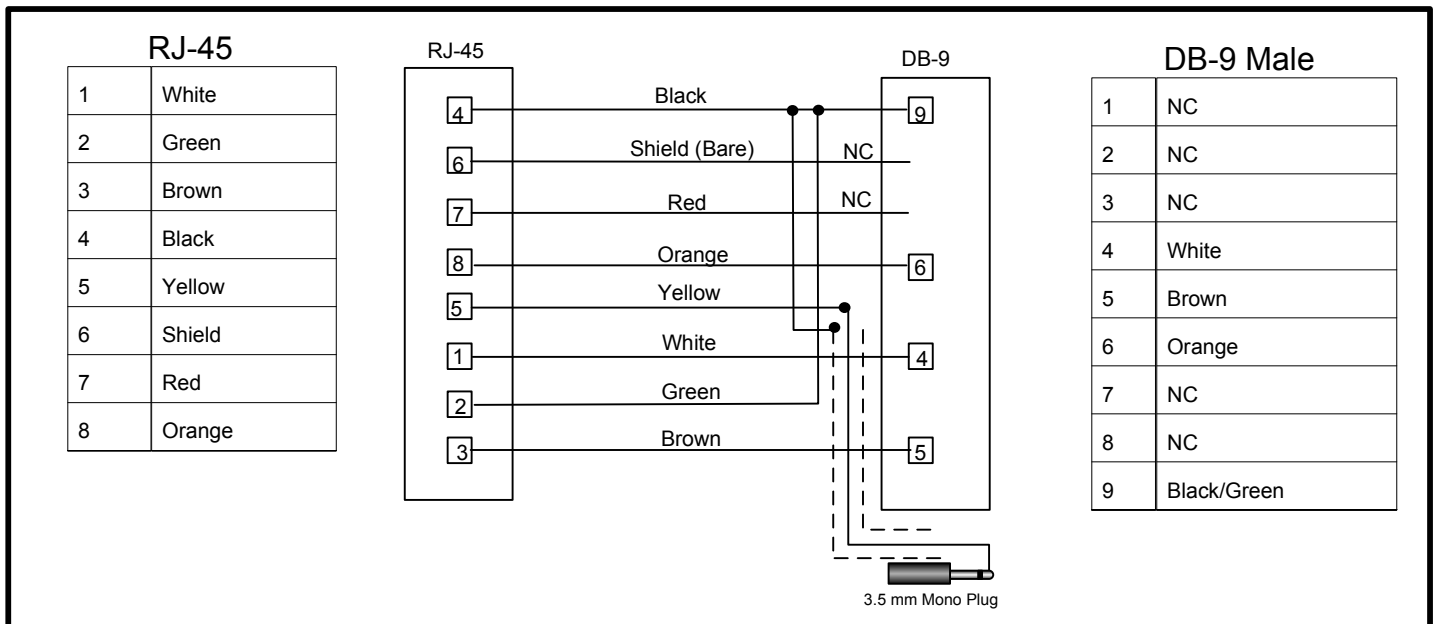 RJ-45
1 White
2 Green
3 Brown
4 Black
5 Yellow
6 Shield
7 Red
8 Orange
RJ-45
DB-9
4 Black 9
6 Shield (Bare) NC
7 Red NC
8 Orange 6
5 Yellow
1 White 4
2 Green
3 Brown 5
3.5 mm Mono Plug
DB-9 Male
1 NC
2 NC
3 NC
4 White
5 Brown
6 Orange
7 NC
8 NC
9 Black/Green